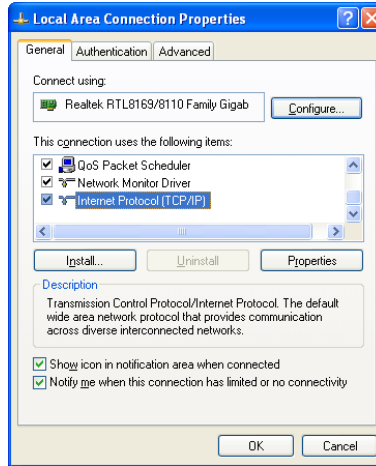 Local Area Connection Properties
General Authentication Advanced
Connect using:
Realtek RTL8169/8110 Family Gigab Configure...
This connection uses the following items:
QoS Packet Scheduler
Network Monitor Driver
Internet Protocol (TCP/IP)
Install... Uninstall Properties
Description
Transmission Control Protocol/Internet Protocol. The default
wide area network protocol that provides communication
across diverse interconnected networks.
Show icon in notification area when connected
Notify me when this connection has limited or no connectivity
OK Cancel